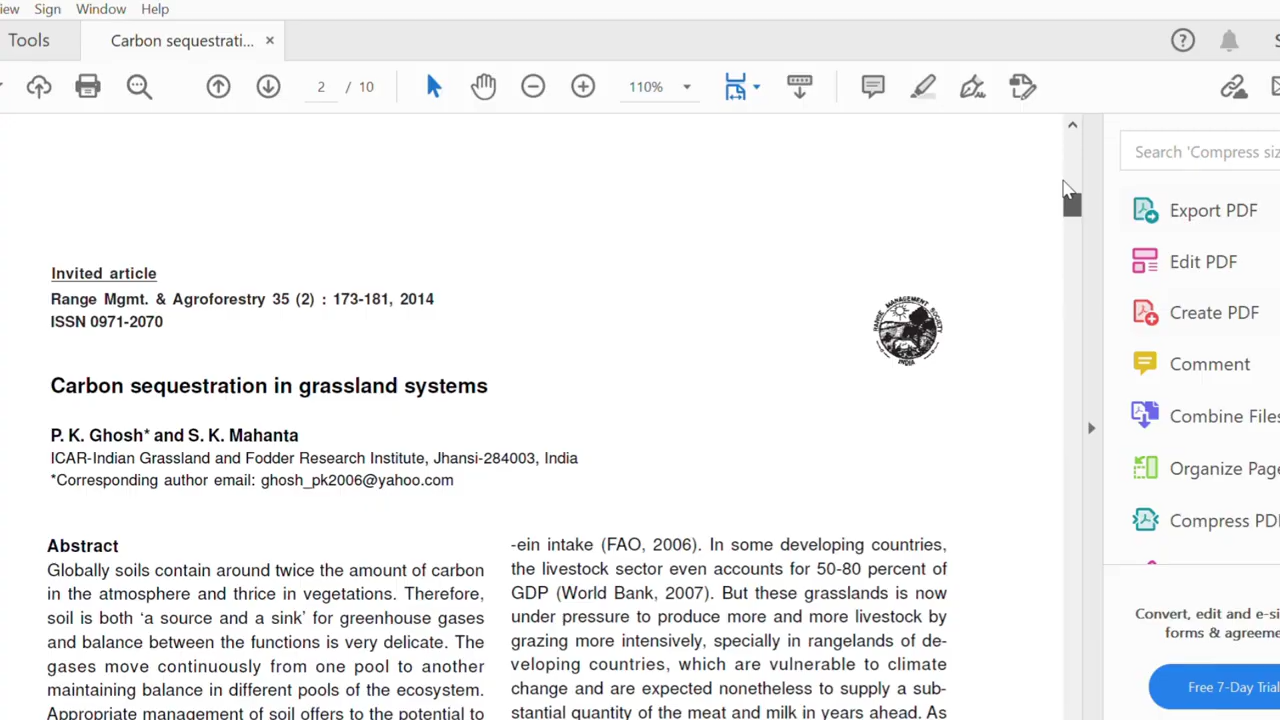 Sign Window Help
Tools Carbon sequestrati... ×
2 / 10 110%
Search 'Compress
Invited article
Range Mgmt. & Agroforestry 35 (2) : 173-181, 2014
ISSN 0971-2070
RANGE MANAGEMENT SOCIETY
INDIA
Carbon sequestration in grassland systems
P. K. Ghosh* and S. K. Mahanta
ICAR-Indian Grassland and Fodder Research Institute, Jhansi-284003, India
*Corresponding author email: ghosh_pk2006@yahoo.com
Abstract
Globally soils contain around twice the amount of carbon
in the atmosphere and thrice in vegetations. Therefore,
soil is both ‘a source and a sink’ for greenhouse gases
and balance between the functions is very delicate. The
gases move continuously from one pool to another
maintaining balance in different pools of the ecosystem.
Appropriate management of soil offers to the potential to
-ein intake (FAO, 2006). In some developing countries,
the livestock sector even accounts for 50-80 percent of
GDP (World Bank, 2007). But these grasslands is now
under pressure to produce more and more livestock by
grazing more intensively, specially in rangelands of de-
veloping countries, which are vulnerable to climate
change and are expected nonetheless to supply a sub-
stantial quantity of the meat and milk in years ahead. As
Export PDF
Edit PDF
Create PDF
Comment
Combine Files
Organize Page
Compress PDF
Convert, edit and e-si
forms & agreeme
Free 7-Day Trial